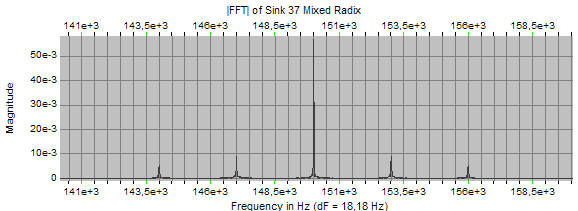 |FFT| of Sink 37 Mixed Radix
141e+3 143,5e+3 146e+3 148,5e+3 151e+3 153,5e+3 156e+3 158,5e+3
50e-3
40e-3
30e-3
20e-3
10e-3
0
Magnitude
141e+3 143,5e+3 146e+3 148,5e+3 151e+3 153,5e+3 156e+3 158,5e+3
Frequency in Hz (dF = 18,18 Hz)